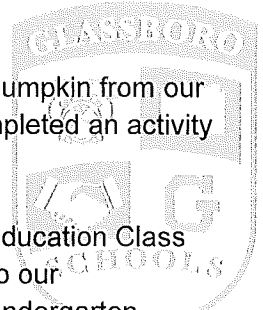 GLASSBORO
umpkin from our
pleted an activity
G
ducation Class
SCHOOLS
o our
ndergarten